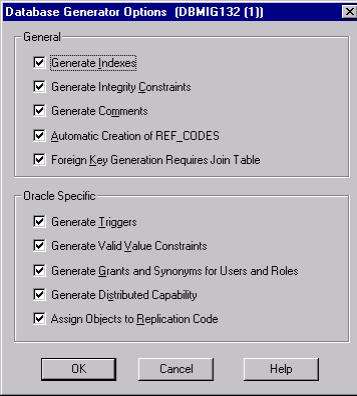 Database Generator Options (DBMIG132 (1))
General
Generate Indexes
Generate Integrity Constraints
Generate Comments
Automatic Creation of REF_CODES
Foreign Key Generation Requires Join Table
Oracle Specific
Generate Triggers
Generate Valid Value Constraints
Generate Grants and Synonyms for Users and Roles
Generate Distributed Capability
Assign Objects to Replication Code
OK Cancel Help